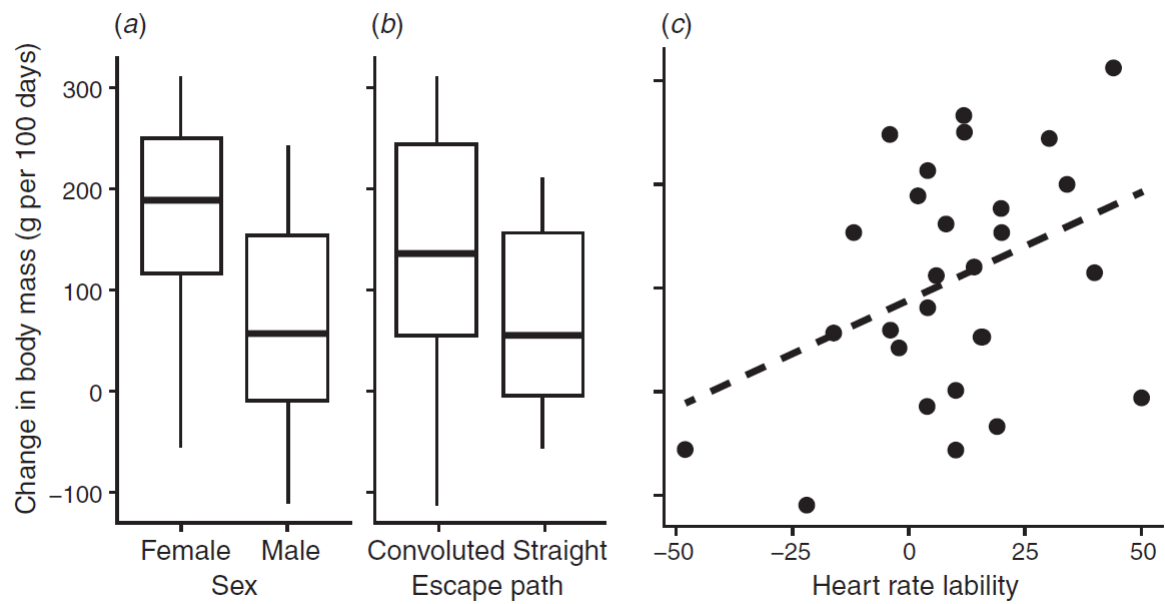 (a)
(b)
(c)
Change in body mass (g per 100 days)
300
200
100
0
−100
Female Male
Sex
Convoluted Straight
Escape path
−50 −25 0 25 50
Heart rate lability